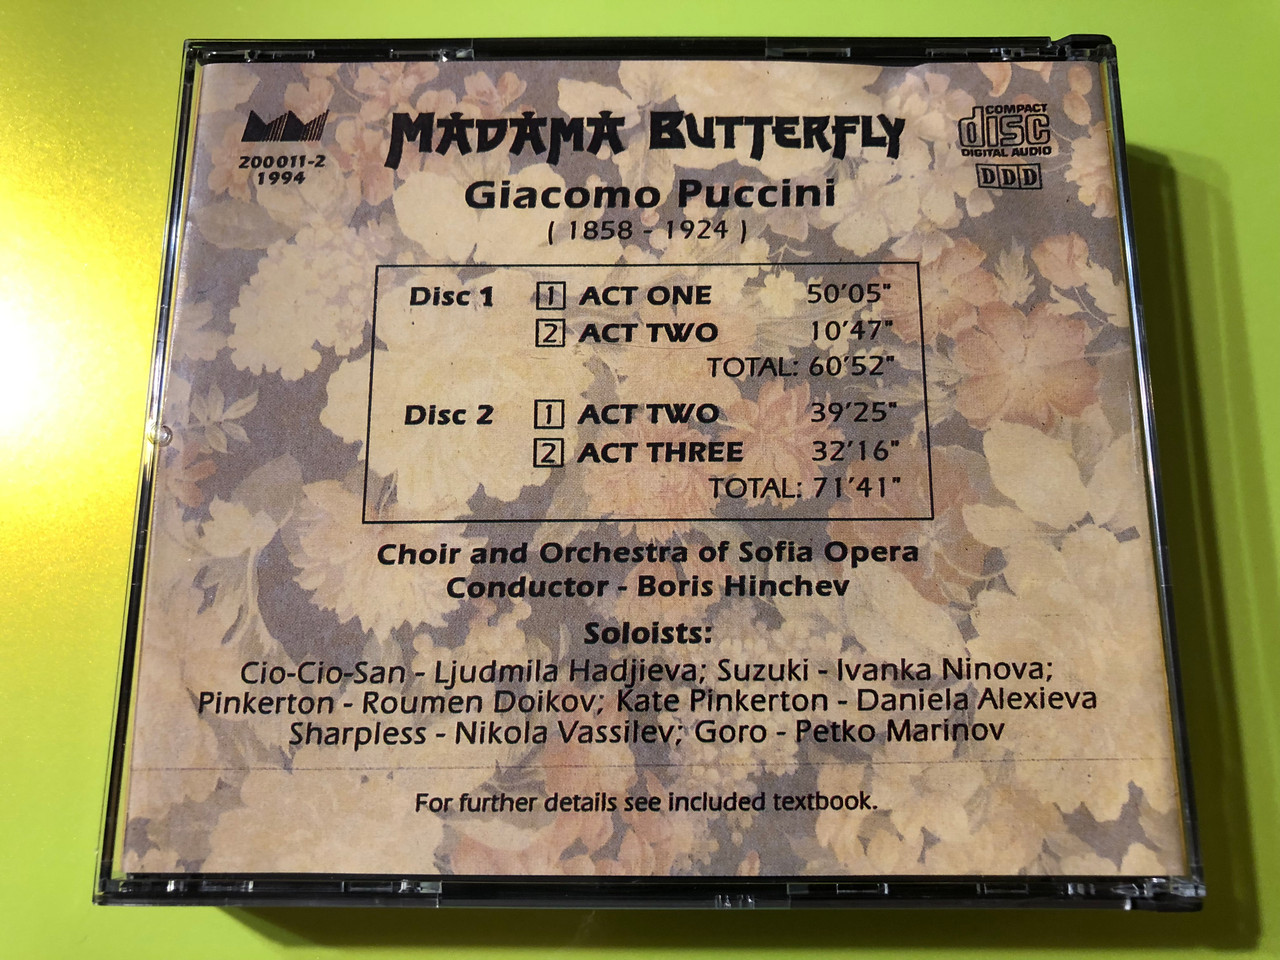 MADAMA BUTTERFLY
200 011-2
1994
COMPACT
disc
DIGITAL AUDIO
DDD
Giacomo Puccini
( 1858 - 1924 )
Disc 1 1 ACT ONE 50'05"
2 ACT TWO 10'47"
TOTAL: 60'52"
Disc 2 1 ACT TWO 39'25"
2 ACT THREE 32'16"
TOTAL: 71'41"
Choir and Orchestra of Sofia Opera
Conductor - Boris Hinchev
Soloists:
Cio-Cio-San - Ljudmila Hadjieva; Suzuki - Ivanka Ninova;
Pinkerton - Roumen Doikov; Kate Pinkerton - Daniela Alexieva
Sharpless - Nikola Vassilev; Goro - Petko Marinov
For further details see included textbook.